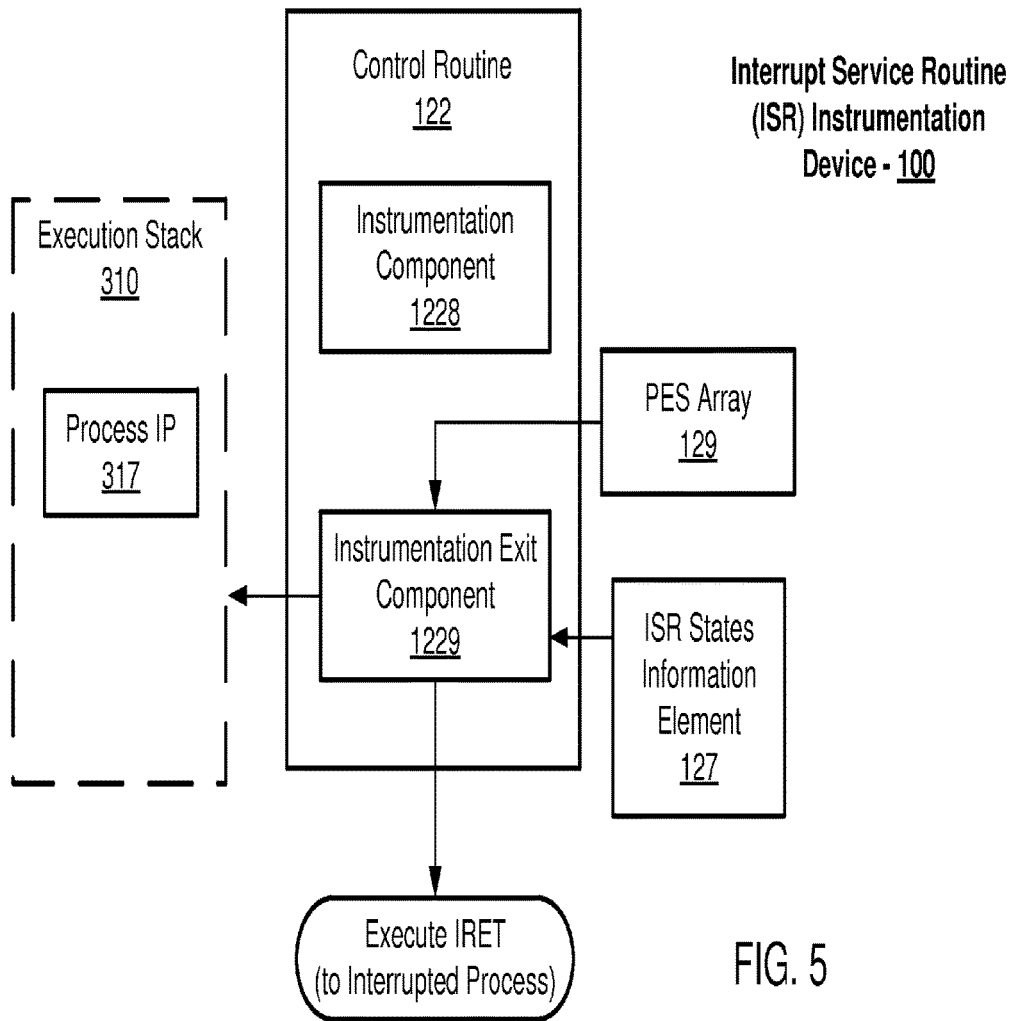 Control Routine
122
Interrupt Service Routine
(ISR) Instrumentation
Device - 100
Execution Stack
310
Instrumentation
Component
1228
Process IP
317
PES Array
129
Instrumentation Exit
Component
1229
ISR States
Information
Element
127
Execute IRET
(to Interrupted Process)
FIG. 5